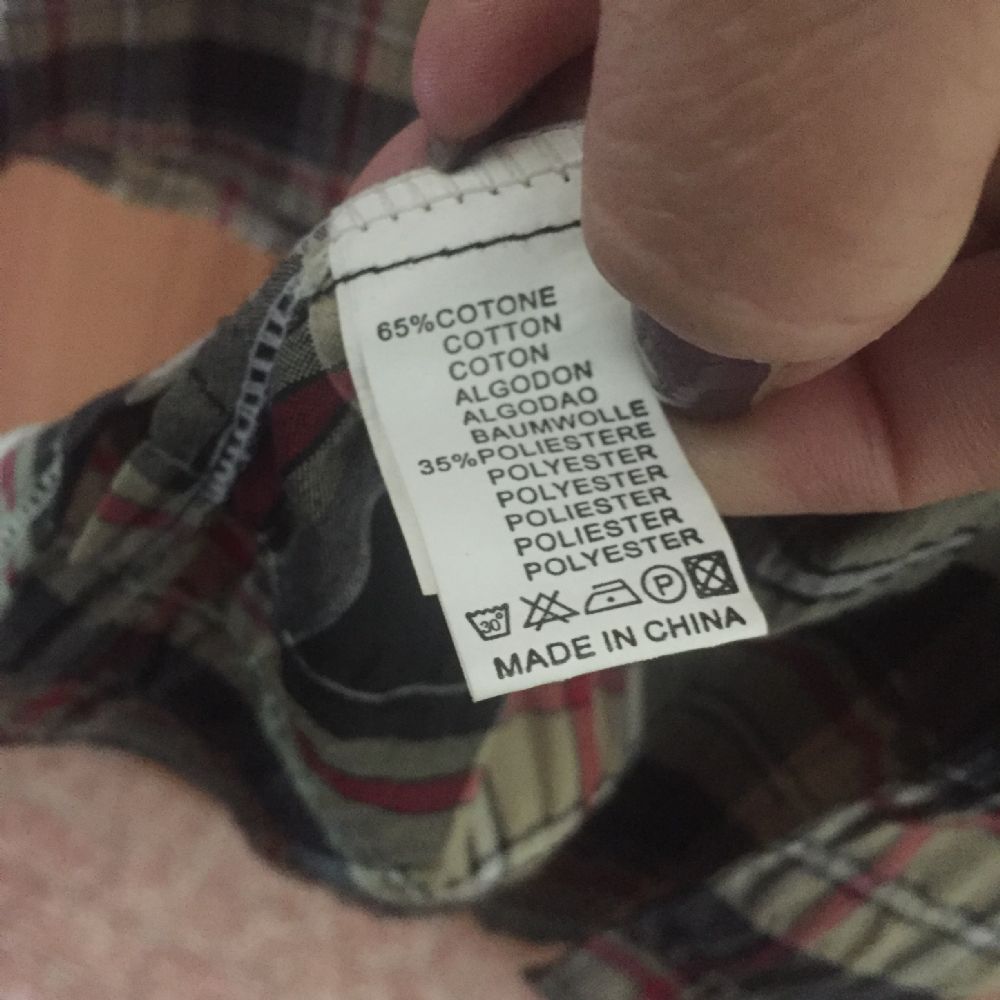 65%COTONE
COTTON
COTON
ALGODON
ALGODAO
BAUMWOLLE
35%POLIESTERE
POLYESTER
POLYESTER
POLIESTER
POLIESTER
POLYESTER
30° P
MADE IN CHINA